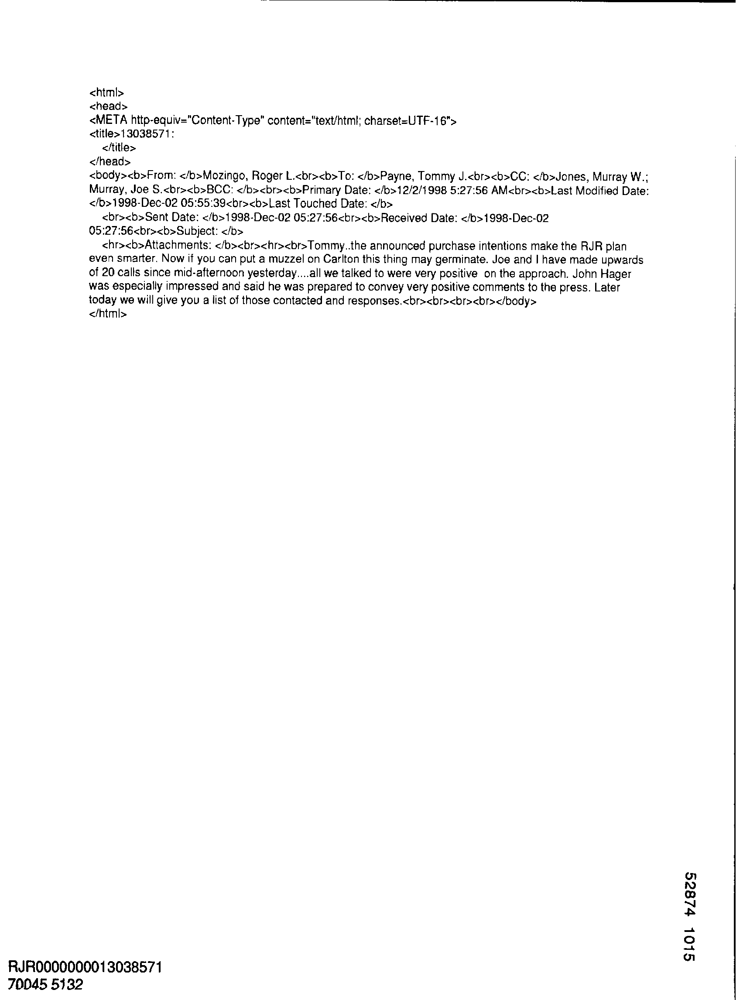 <html>
<head>
<META http-equiv="Content-Type" content="text/html; charset=UTF-16">
<title>13038571:
</title>
</head>
<body><b>From: </b>Mozingo, Roger L.<br><b>To: </b>Payne, Tommy J.<br><b>CC: </b>Jones, Murray W.;
Murray, Joe S.<br><b>BCC: </b><br><b>Primary Date: </b>12/2/1998 5:27:56 AM<br><b>Last Modified Date:
</b>1998-Dec-02 05:55:39<br><b>Last Touched Date: </b>
<br><b>Sent Date: </b>1998-Dec-02 05:27:56<br><b>Received Date: </b>1998-Dec-02
05:27:56<br><b>Subject: </b>
<hr><b>Attachments: </b><br><hr><br>Tommy..the announced purchase intentions make the RJR plan
even smarter. Now if you can put a muzzel on Carlton this thing may germinate. Joe and I have made upwards
of 20 calls since mid-afternoon yesterday....all we talked to were very positive  on the approach. John Hager
was especially impressed and said he was prepared to convey very positive comments to the press. Later
today we will give you a list of those contacted and responses.<br><br><br><br></body>
</html>
52874 1015
RJR0000000013038571
70045 5132